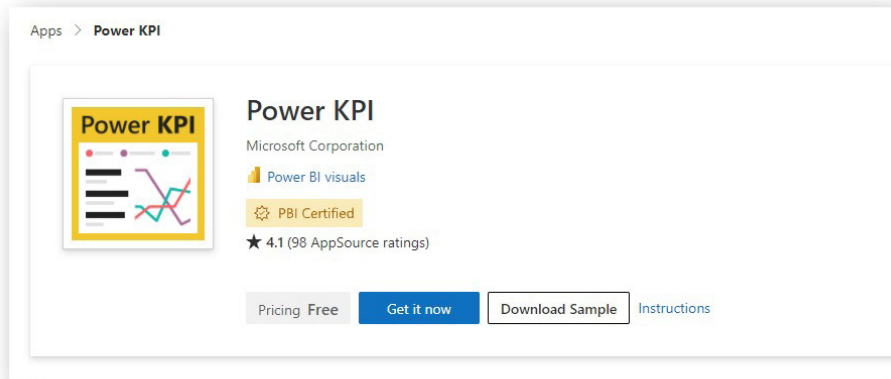 Apps > Power KPI
Power KPI
Power KPI
Microsoft Corporation
Power BI visuals
PBI Certified
★ 4.1 (98 AppSource ratings)
Pricing Free
Get it now
Download Sample
Instructions